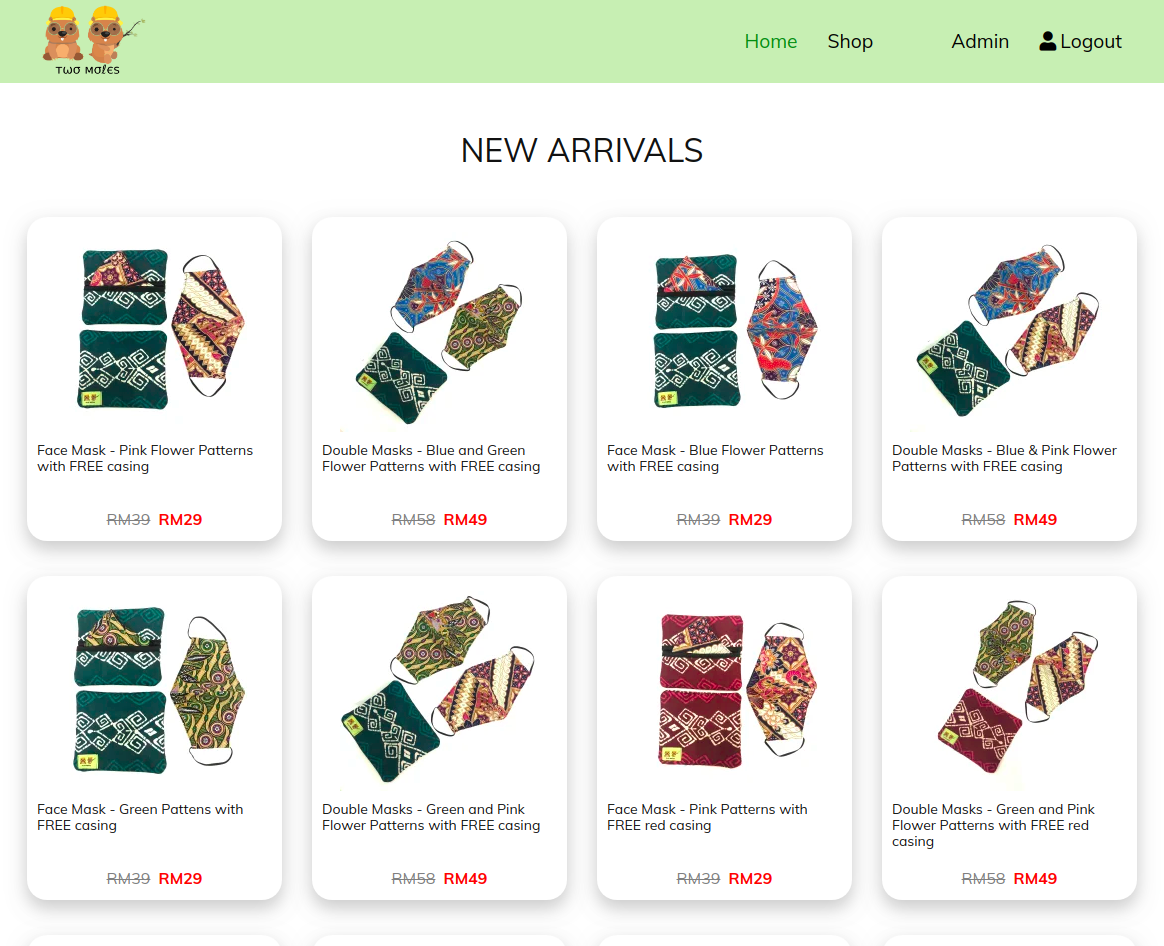 Two Moles
Home
Shop
Admin
Logout
NEW ARRIVALS
Face Mask - Pink Flower Patterns
with FREE casing
RM39 RM29
Double Masks - Blue and Green
Flower Patterns with FREE casing
RM58 RM49
Face Mask - Blue Flower Patterns
with FREE casing
RM39 RM29
Double Masks - Blue & Pink Flower
Patterns with FREE casing
RM58 RM49
Face Mask - Green Pattens with
FREE casing
RM39 RM29
Double Masks - Green and Pink
Flower Patterns with FREE casing
RM58 RM49
Face Mask - Pink Patterns with
FREE red casing
RM39 RM29
Double Masks - Green and Pink
Flower Patterns with FREE red
casing
RM58 RM49